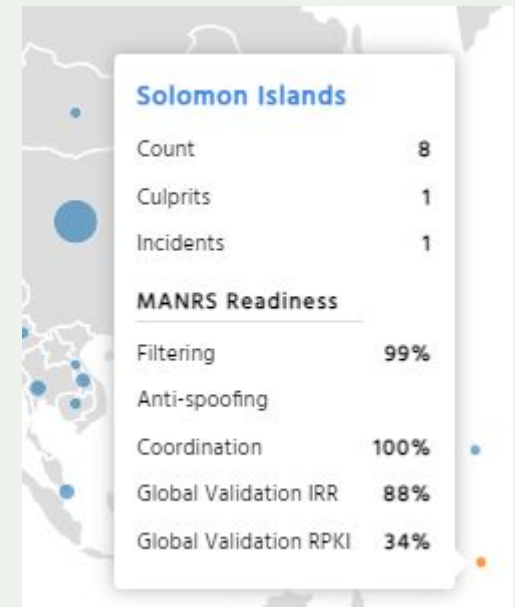 Solomon Islands
Count 8
Culprits 1
Incidents 1
MANRS Readiness
Filtering 99%
Anti-spoofing
Coordination 100%
Global Validation IRR 88%
Global Validation RPKI 34%